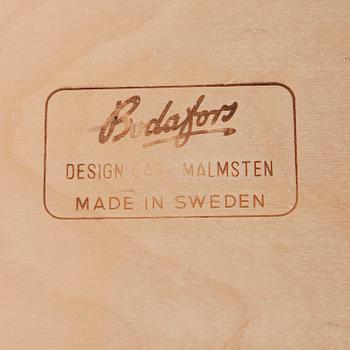 Bodafors
DESIGN CARL MALMSTEN
MADE IN SWEDEN